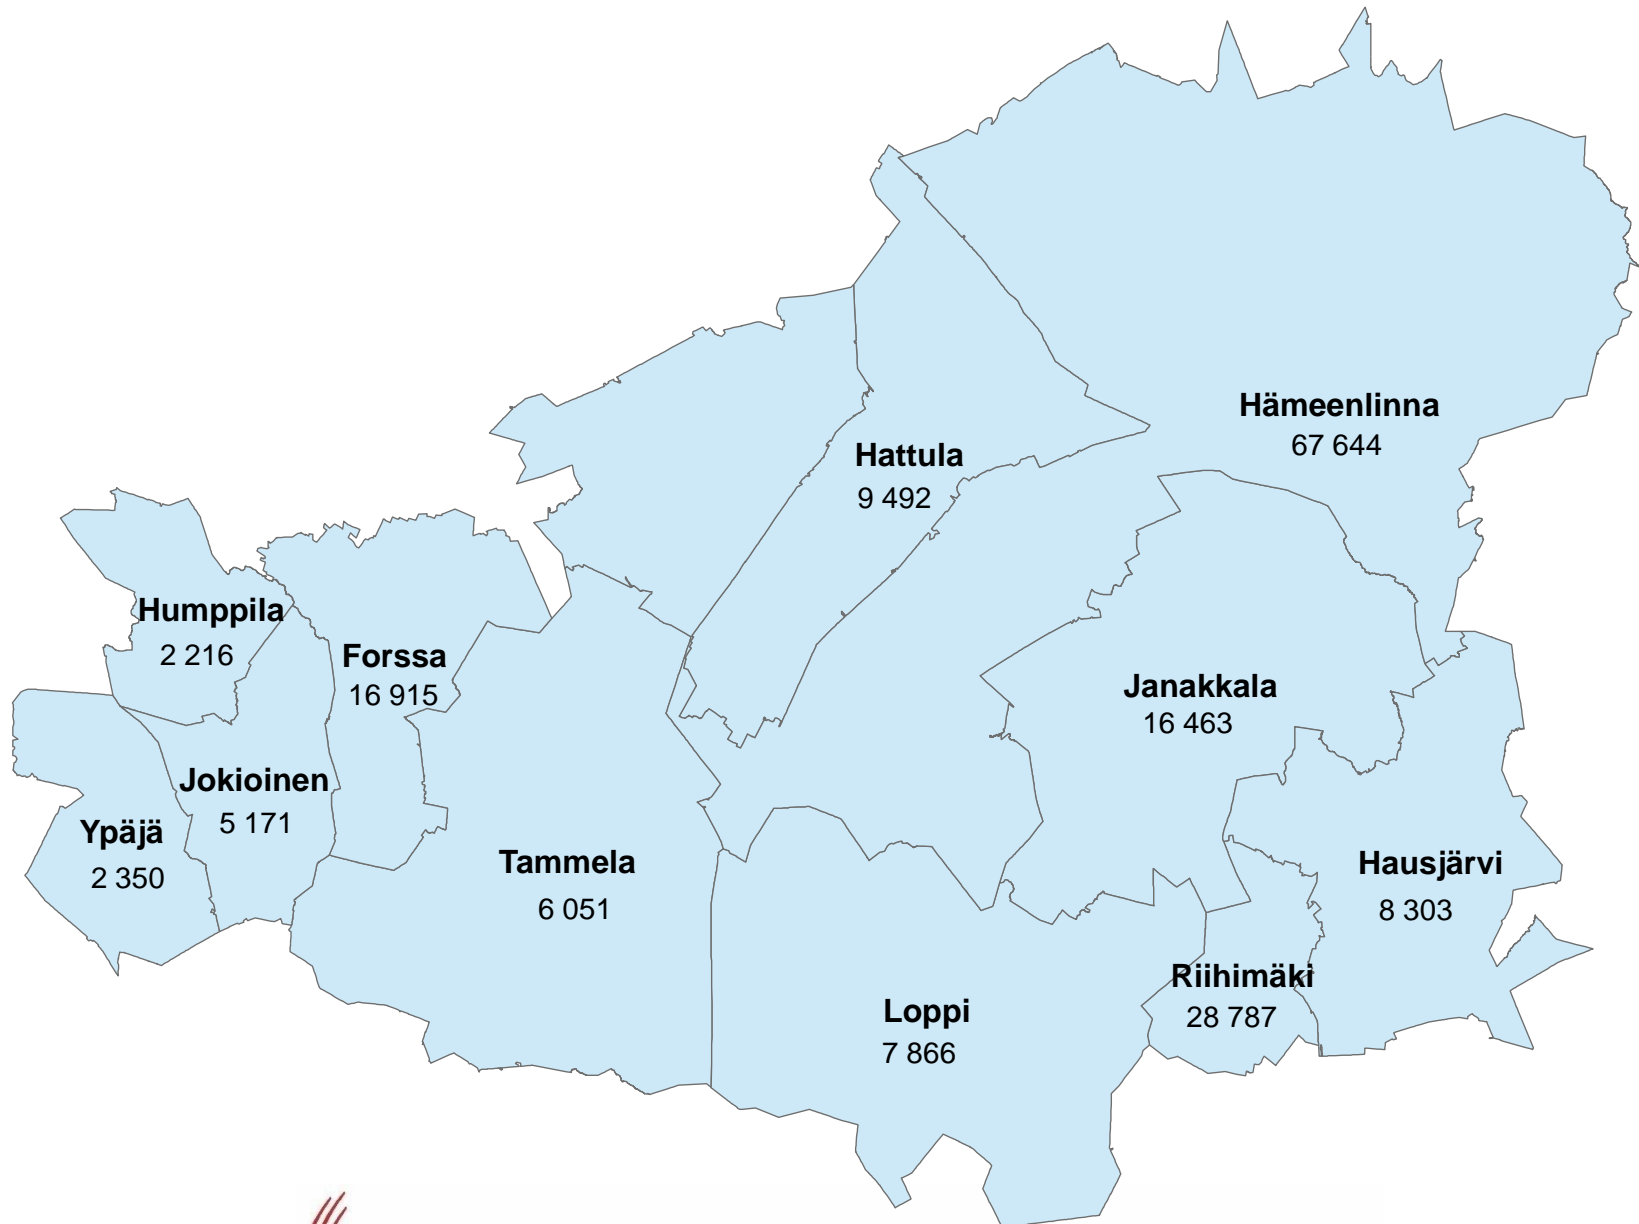 Hämeenlinna
67 644
Hattula
9 492
Humppila
2 216
Forssa
16 915
Janakkala
16 463
Jokioinen
5 171
Ypäjä
2 350
Tammela
6 051
Hausjärvi
8 303
Riihimäki
28 787
Loppi
7 866